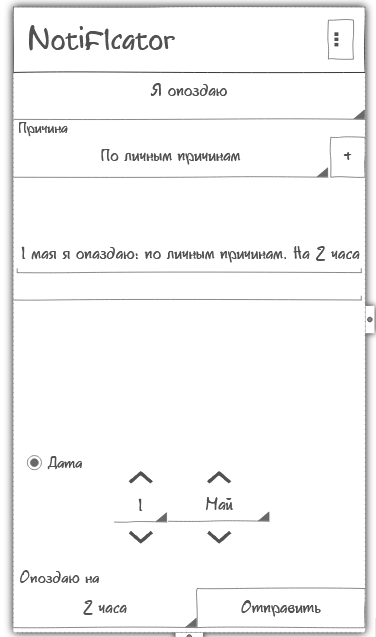 NotiFIcator
Я опоздаю
Причина
По личным причинам
+
1 мая я опаздаю: по личным причинам. На 2 часа
Дата
1 Май
Опоздаю на
2 часа Отправить